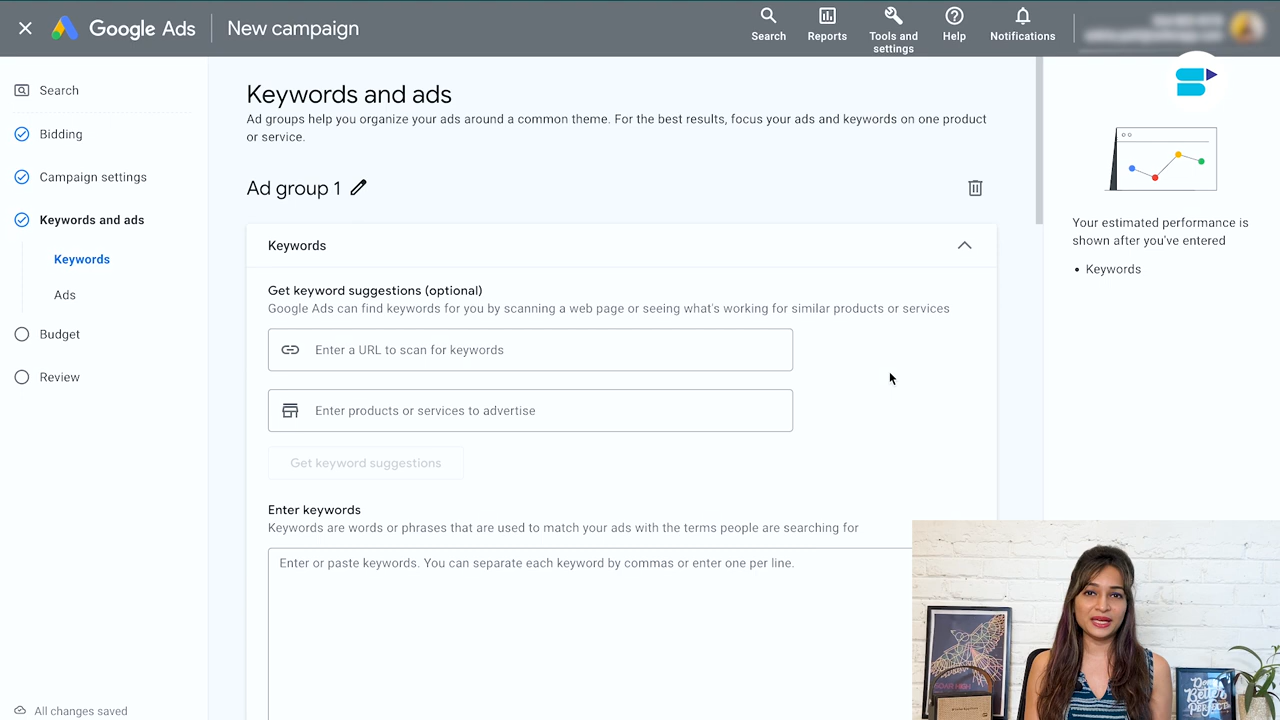 Google Ads
New campaign
Search
Reports
Tools and
settings
Help
Notifications
Search
Bidding
Campaign settings
Keywords and ads
Keywords
Ads
Budget
Review
All changes saved
Keywords and ads
Ad groups help you organize your ads around a common theme. For the best results, focus your ads and keywords on one product
or service.
Ad group 1
Keywords
Get keyword suggestions (optional)
Google Ads can find keywords for you by scanning a web page or seeing what's working for similar products or services
Enter a URL to scan for keywords
Enter products or services to advertise
Get keyword suggestions
Enter keywords
Keywords are words or phrases that are used to match your ads with the terms people are searching for
Enter or paste keywords. You can separate each keyword by commas or enter one per line.
Your estimated performance is
shown after you've entered
• Keywords
SOAR HIGH
Better